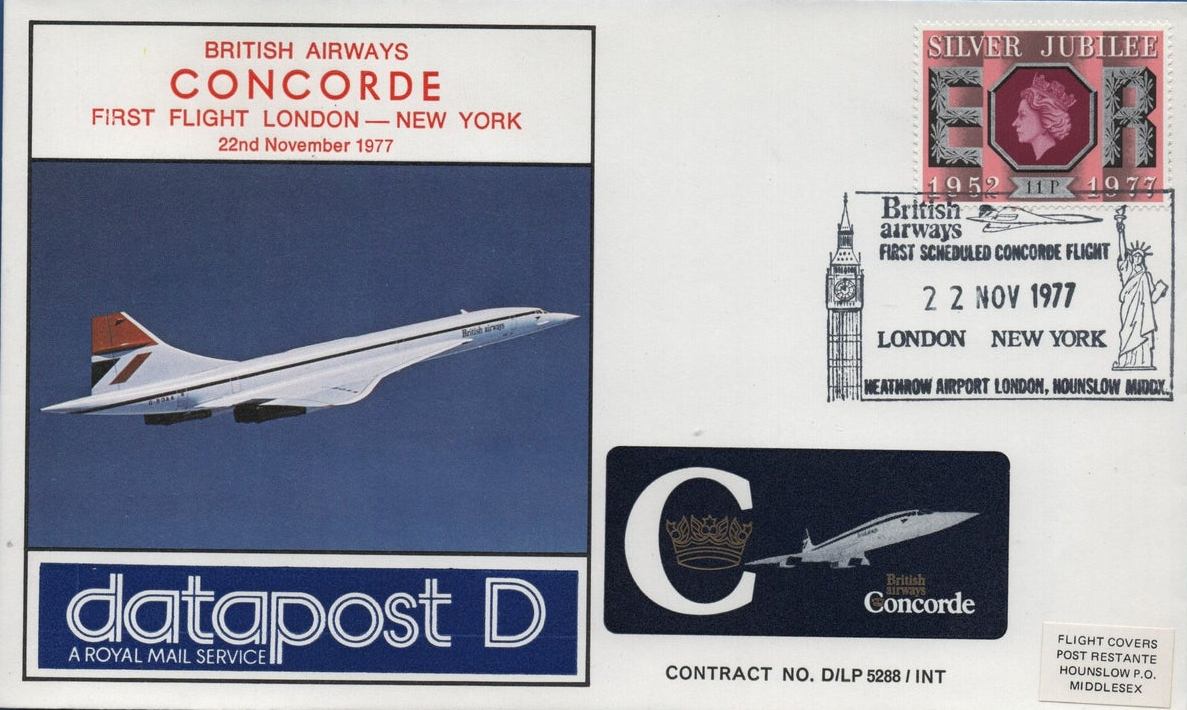 BRITISH AIRWAYS
CONCORDE
FIRST FLIGHT LONDON — NEW YORK
22nd November 1977
British airways
datapost D
A ROYAL MAIL SERVICE
SILVER JUBILEE
E R
1952 11P 1977
British
airways
FIRST SCHEDULED CONCORDE FLIGHT
22 NOV 1977
LONDON NEW YORK
HEATHROW AIRPORT LONDON, HOUNSLOW MIDDX.
C
British
airways
Concorde
CONTRACT NO. D/LP 5288 / INT
FLIGHT COVERS
POST RESTANTE
HOUNSLOW P.O.
MIDDLESEX